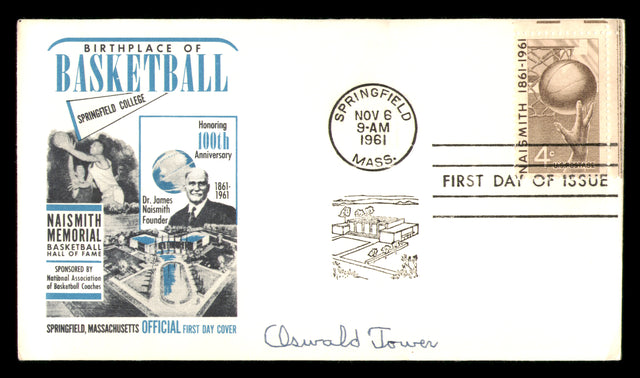 BIRTHPLACE OF
BASKETBALL
SPRINGFIELD COLLEGE
Honoring
100th
Anniversary
1861-
1961
Dr. James
Naismith
Founder
NAISMITH
MEMORIAL
BASKETBALL
HALL OF FAME
SPONSORED BY
National Association
of Basketball Coaches
SPRINGFIELD, MASSACHUSETTS OFFICIAL FIRST DAY COVER
SPRINGFIELD
NOV 6
9-AM
1961
MASS.
NAISMITH 1861-1961
4¢
U.S. POSTAGE
FIRST DAY OF ISSUE
Oswald Tower